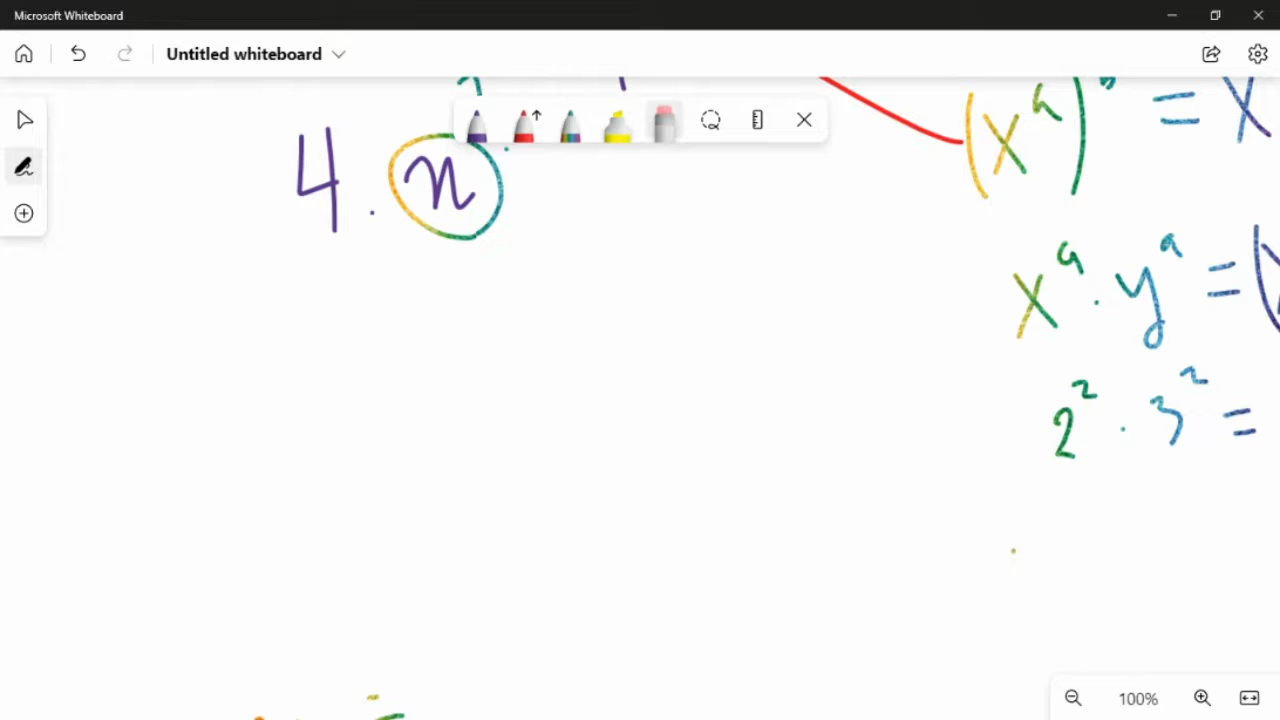 Microsoft Whiteboard
Untitled whiteboard
(x^a)^b = x
4 . n
x^a . y^a = (
2^2 . 3^2 =
100%